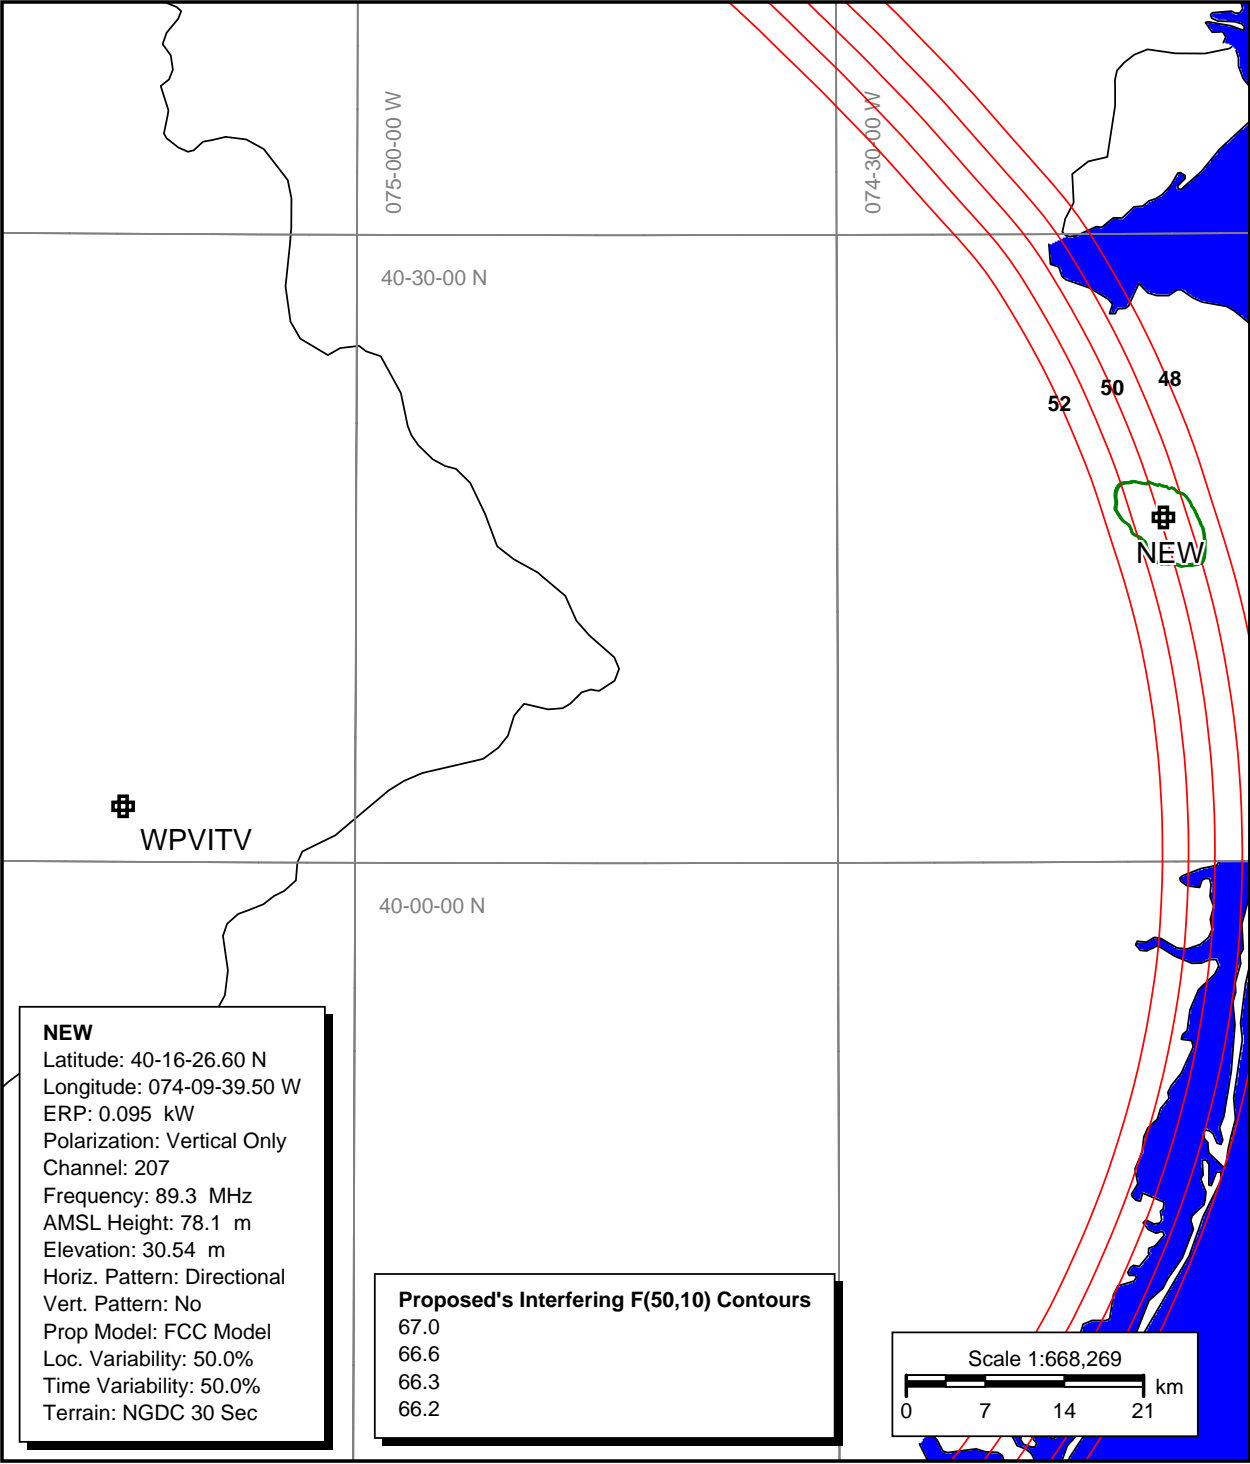 075-00-00 W
074-30-00 W
40-30-00 N
52
50
48
NEW
WPVITV
40-00-00 N
NEW
Latitude: 40-16-26.60 N
Longitude: 074-09-39.50 W
ERP: 0.095 kW
Polarization: Vertical Only
Channel: 207
Frequency: 89.3 MHz
AMSL Height: 78.1 m
Elevation: 30.54 m
Horiz. Pattern: Directional
Vert. Pattern: No
Prop Model: FCC Model
Loc. Variability: 50.0%
Time Variability: 50.0%
Terrain: NGDC 30 Sec
Proposed's Interfering F(50,10) Contours
67.0
66.6
66.3
66.2
Scale 1:668,269
km
0 7 14 21